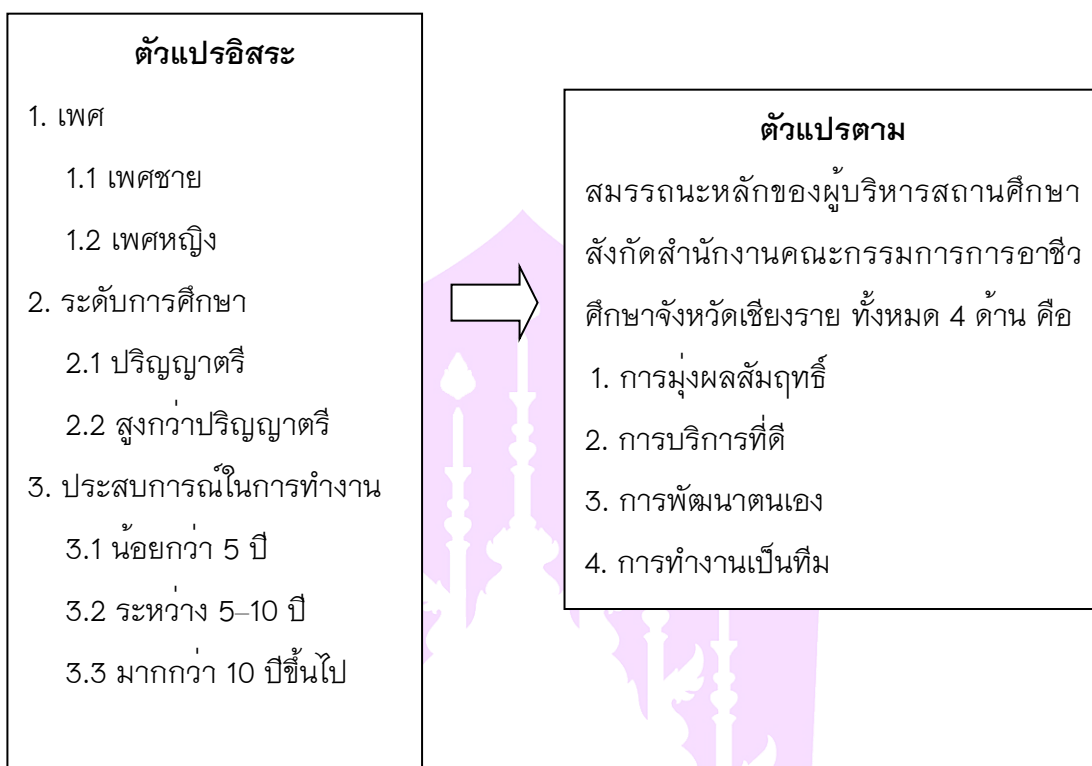 ตัวแปรอิสระ
1. เพศ
1.1 เพศชาย
1.2 เพศหญิง
2. ระดับการศึกษา
2.1 ปริญญาตรี
2.2 สูงกว่าปริญญาตรี
3. ประสบการณ์ในการทำงาน
3.1 น้อยกว่า 5 ปี
3.2 ระหว่าง 5–10 ปี
3.3 มากกว่า 10 ปีขึ้นไป
ตัวแปรตาม
สมรรถนะหลักของผู้บริหารสถานศึกษา
สังกัดสำนักงานคณะกรรมการการอาชีว
ศึกษาจังหวัดเชียงราย ทั้งหมด 4 ด้าน คือ
1. การมุ่งผลสัมฤทธิ์
2. การบริการที่ดี
3. การพัฒนาตนเอง
4. การทำงานเป็นทีม